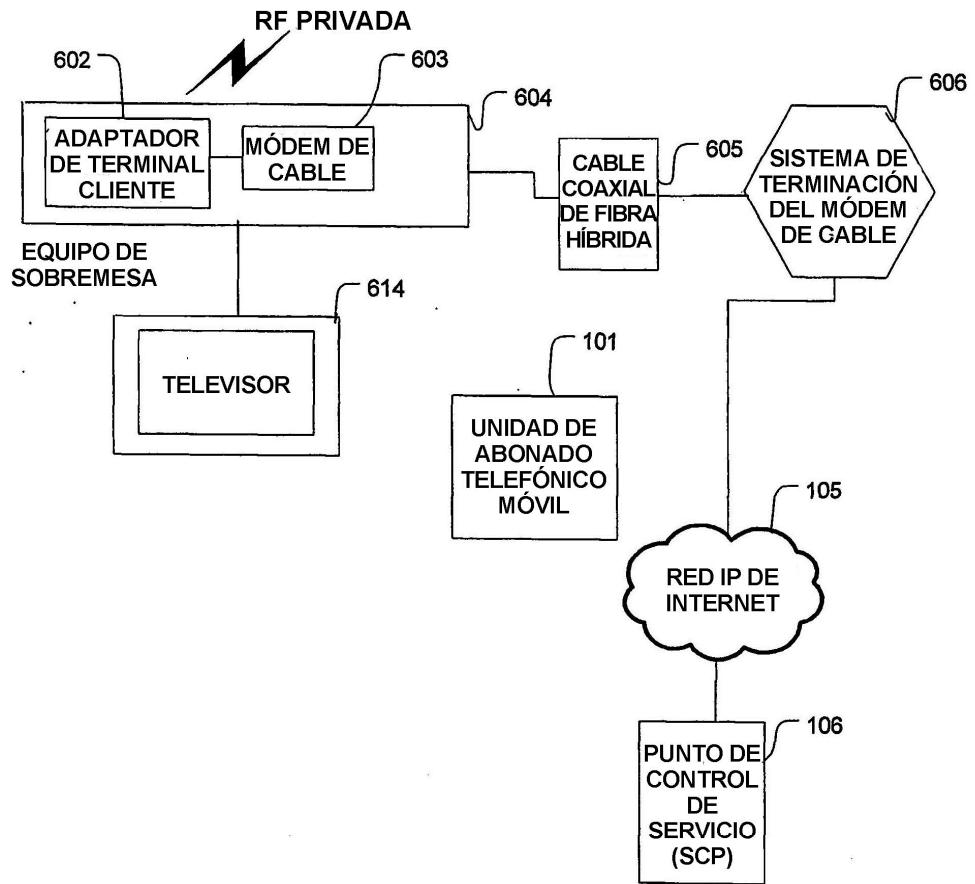 RF PRIVADA
602
603
604
606
ADAPTADOR
DE TERMINAL
CLIENTE
MÓDEM DE
CABLE
CABLE
COAXIAL
DE FIBRA
HÍBRIDA
605
SISTEMA DE
TERMINACIÓN
DEL MÓDEM
DE CABLE
EQUIPO DE
SOBREMESA
614
TELEVISOR
101
UNIDAD DE
ABONADO
TELEFÓNICO
MÓVIL
105
RED IP DE
INTERNET
106
PUNTO DE
CONTROL
DE
SERVICIO
(SCP)